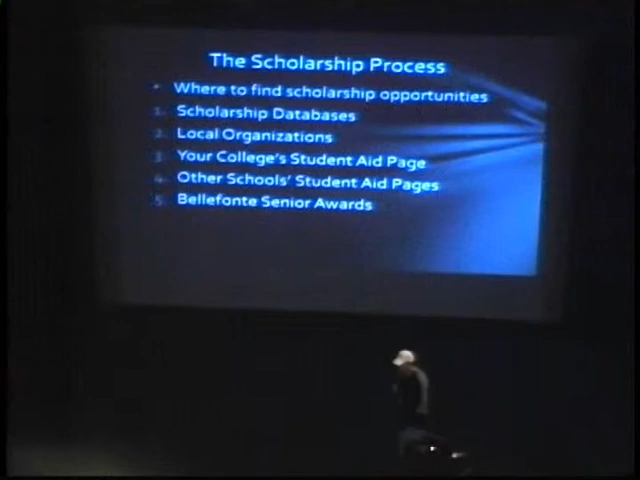 The Scholarship Process
• Where to find scholarship opportunities
1. Scholarship Databases
2. Local Organizations
3. Your College's Student Aid Page
4. Other Schools' Student Aid Pages
5. Bellefonte Senior Awards